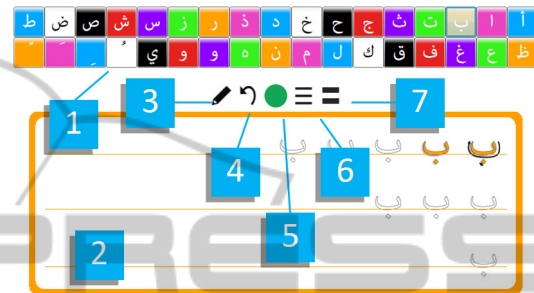 أ ا ب ت ث ج ح خ د ذ ر ز س ش ص ض ط
ظ ع غ ف ق ك ل م ن ه و و ي ُ ِ َ
3 7
1
4 6
ب ب ب ب ب
5
ب ب ب
2
ب
PRESS